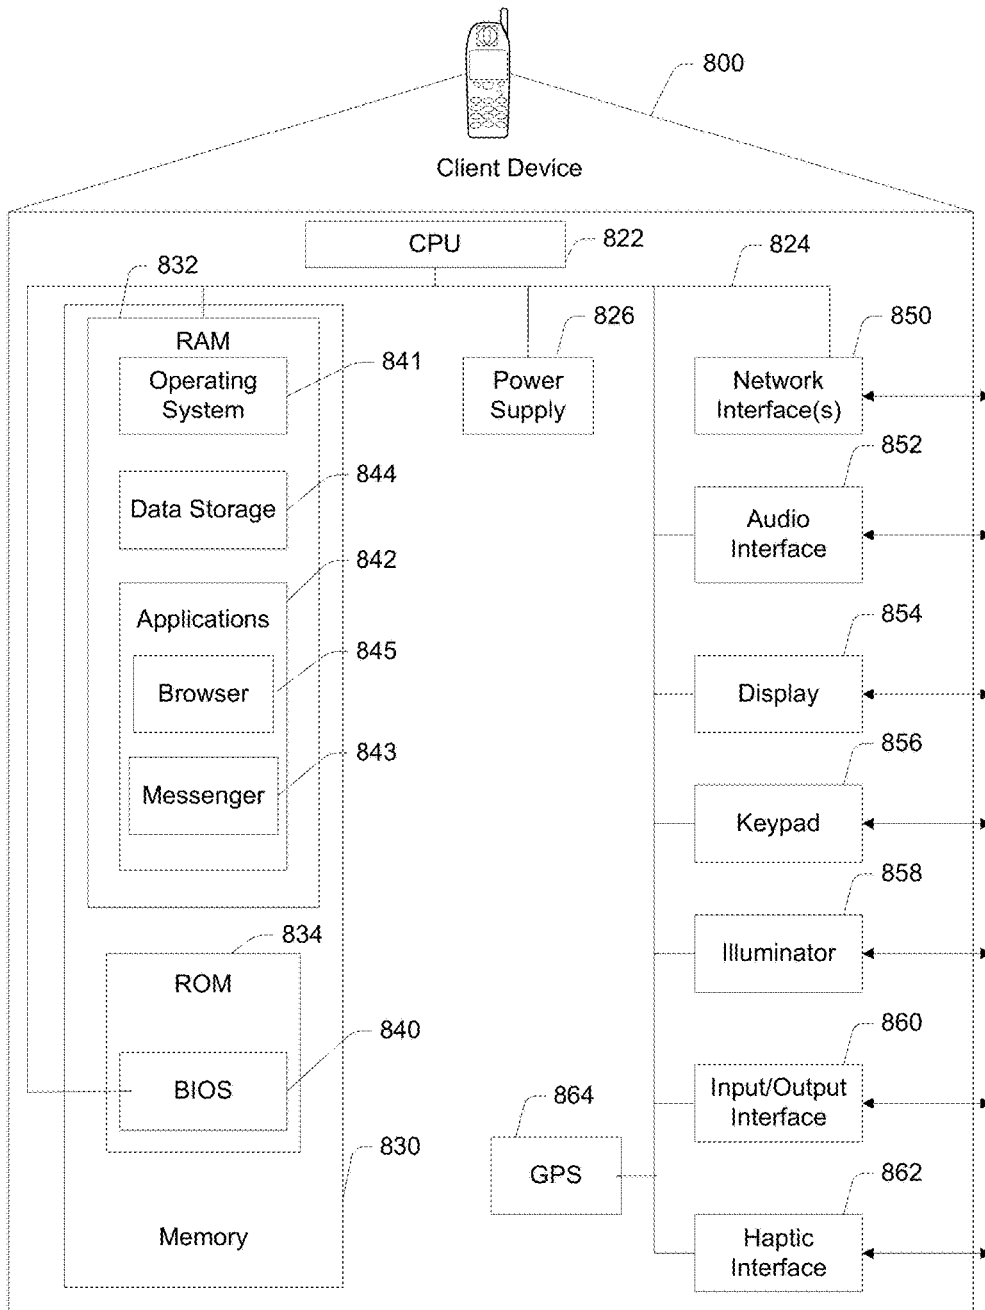 800
Client Device
CPU
822
824
832
RAM
826
850
841
Operating
System
Power
Supply
Network
Interface(s)
852
844
Data Storage
Audio
Interface
842
Applications
854
845
Browser
Display
856
843
Messenger
Keypad
858
834
ROM
Illuminator
840
860
BIOS
Input/Output
Interface
864
830
GPS
862
Memory
Haptic
Interface